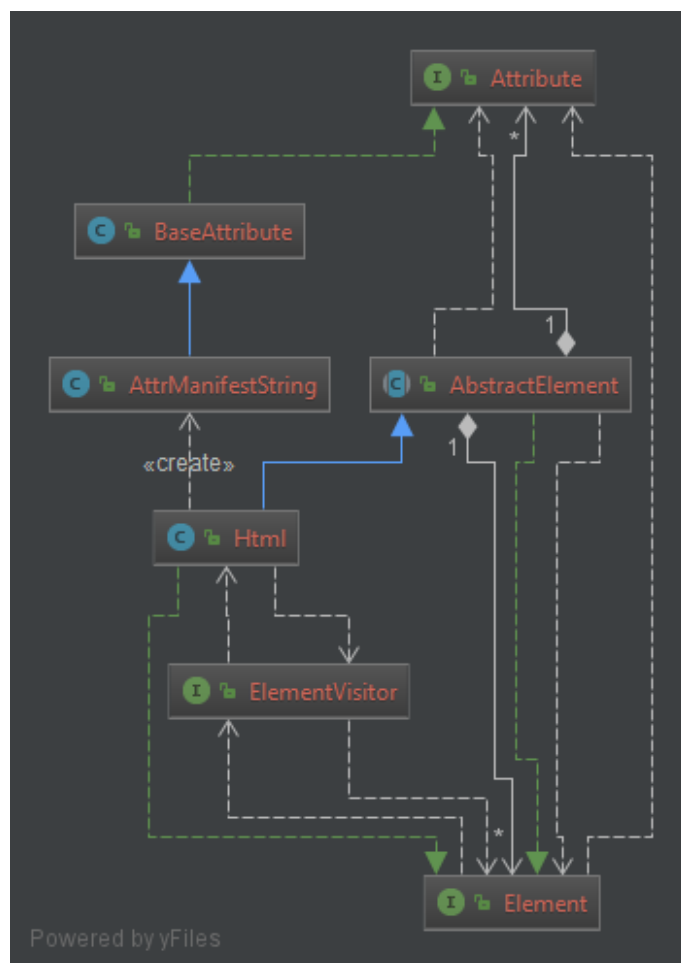 I Attribute
*
C BaseAttribute
1
C AttrManifestString
C AbstractElement
«create»
1
C Html
I ElementVisitor
*
I Element
Powered by yFiles